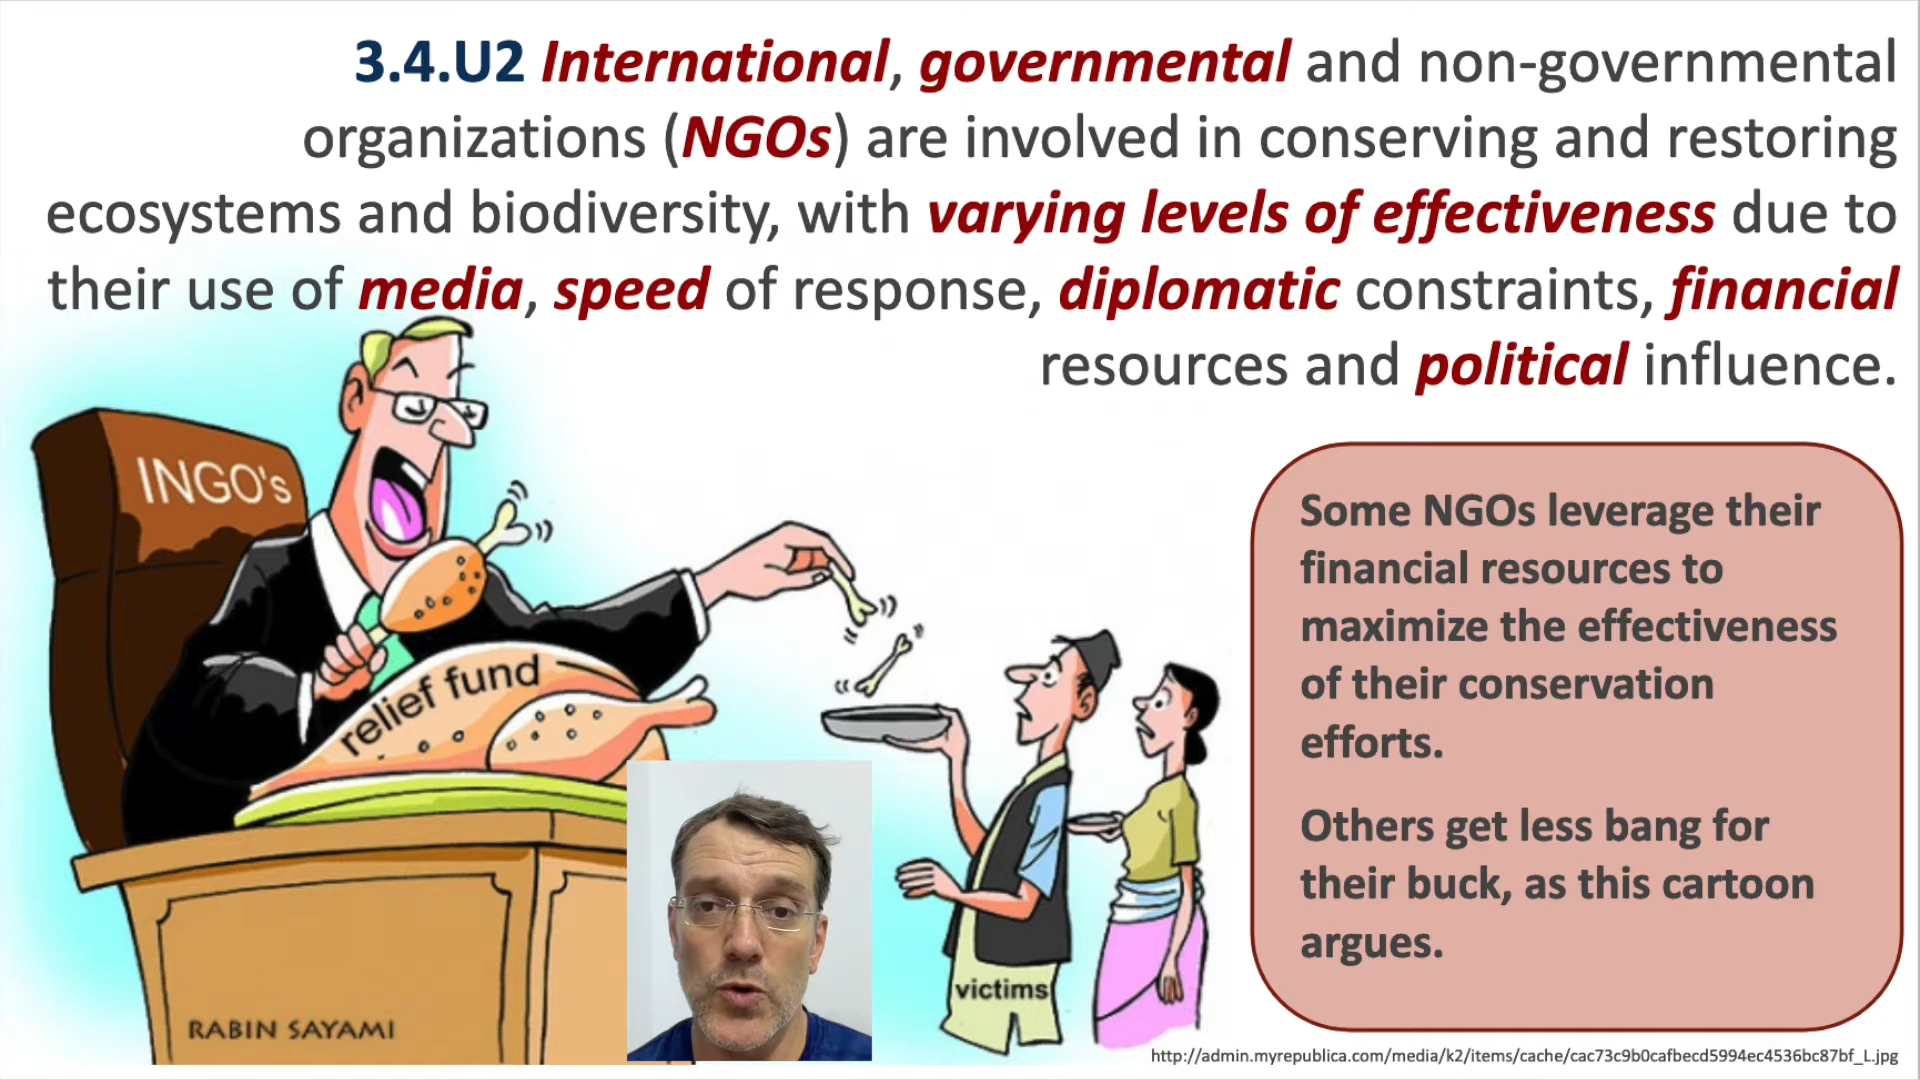 3.4.U2 International, governmental and non-governmental
organizations (NGOs) are involved in conserving and restoring
ecosystems and biodiversity, with varying levels of effectiveness due to
their use of media, speed of response, diplomatic constraints, financial
resources and political influence.
INGO's
relief fund
victims
RABIN SAYAMI
Some NGOs leverage their
financial resources to
maximize the effectiveness
of their conservation
efforts.
Others get less bang for
their buck, as this cartoon
argues.
http://admin.myrepublica.com/media/k2/items/cache/cac73c9b0cafbecd5994ec4536bc87bf_L.jpg